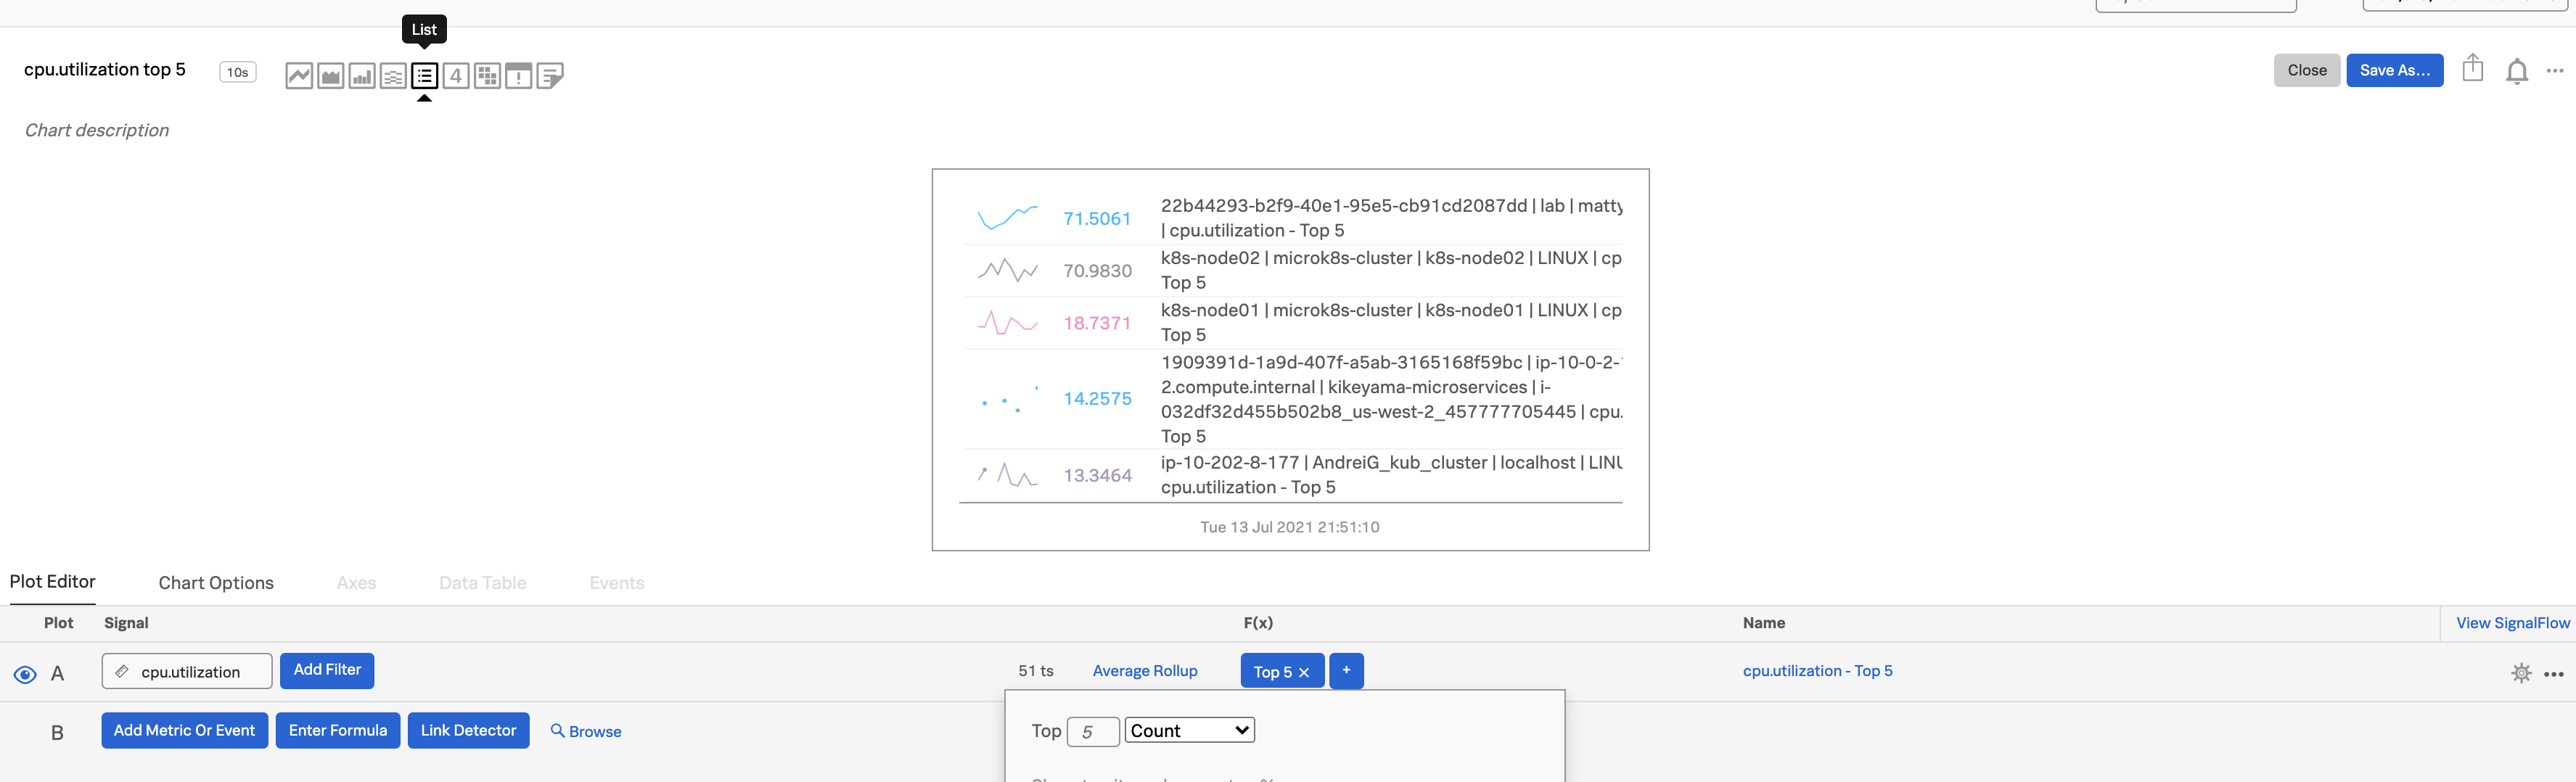 List
cpu.utilization top 5
10s
4
Close
Save As...
Chart description
71.5061
22b44293-b2f9-40e1-95e5-cb91cd2087dd | lab | matty
| cpu.utilization - Top 5
70.9830
k8s-node02 | microk8s-cluster | k8s-node02 | LINUX | cp
Top 5
18.7371
k8s-node01 | microk8s-cluster | k8s-node01 | LINUX | cp
Top 5
14.2575
1909391d-1a9d-407f-a5ab-3165168f59bc | ip-10-0-2-
2.compute.internal | kikeyama-microservices | i-
032df32d455b502b8_us-west-2_457777705445 | cpu.
Top 5
13.3464
ip-10-202-8-177 | AndreiG_kub_cluster | localhost | LINU
cpu.utilization - Top 5
Tue 13 Jul 2021 21:51:10
Plot Editor Chart Options Axes Data Table Events
Plot Signal F(x) Name View SignalFlow
A cpu.utilization Add Filter 51 ts Average Rollup Top 5 × + cpu.utilization - Top 5
B Add Metric Or Event Enter Formula Link Detector Browse
Top 5 Count